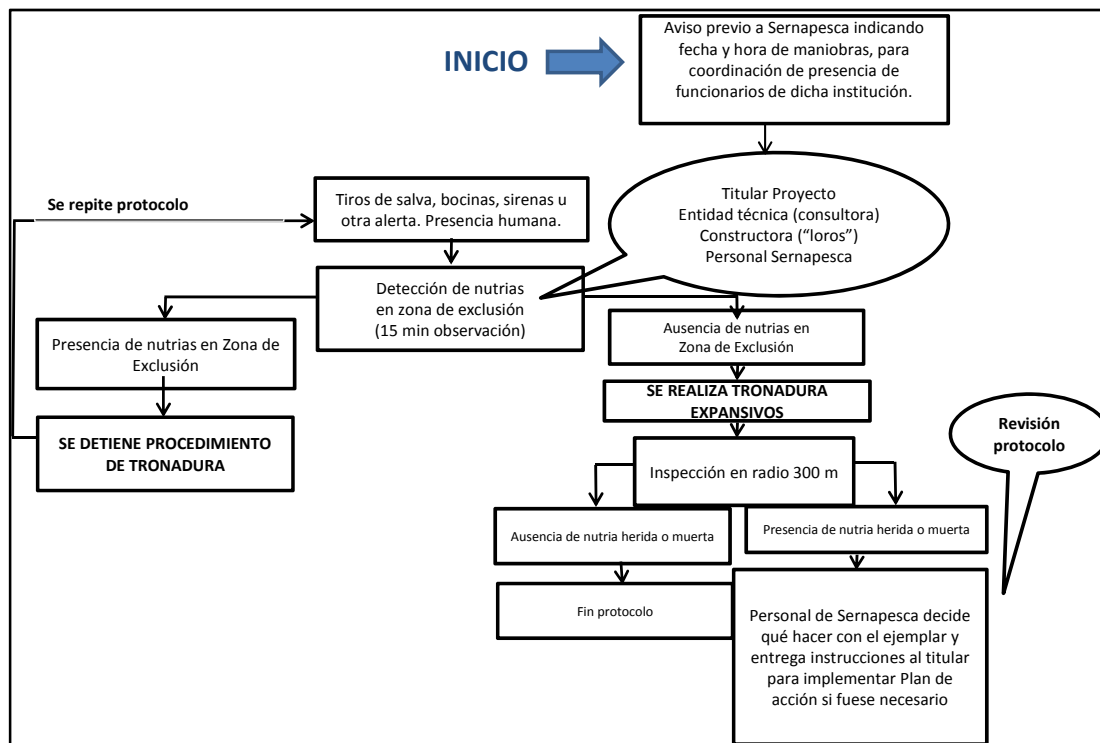 INICIO
Aviso previo a Sernapesca indicando
fecha y hora de maniobras, para
coordinación de presencia de
funcionarios de dicha institución.
Se repite protocolo
Tiros de salva, bocinas, sirenas u
otra alerta. Presencia humana.
Titular Proyecto
Entidad técnica (consultora)
Constructora (“loros”)
Personal Sernapesca
Detección de nutrias
en zona de exclusión
(15 min observación)
Presencia de nutrias en Zona de
Exclusión
Ausencia de nutrias en
Zona de Exclusión
SE DETIENE PROCEDIMIENTO
DE TRONADURA
SE REALIZA TRONADURA
EXPANSIVOS
Revisión
protocolo
Inspección en radio 300 m
Ausencia de nutria herida o muerta
Presencia de nutria herida o muerta
Fin protocolo
Personal de Sernapesca decide
qué hacer con el ejemplar y
entrega instrucciones al titular
para implementar Plan de
acción si fuese necesario